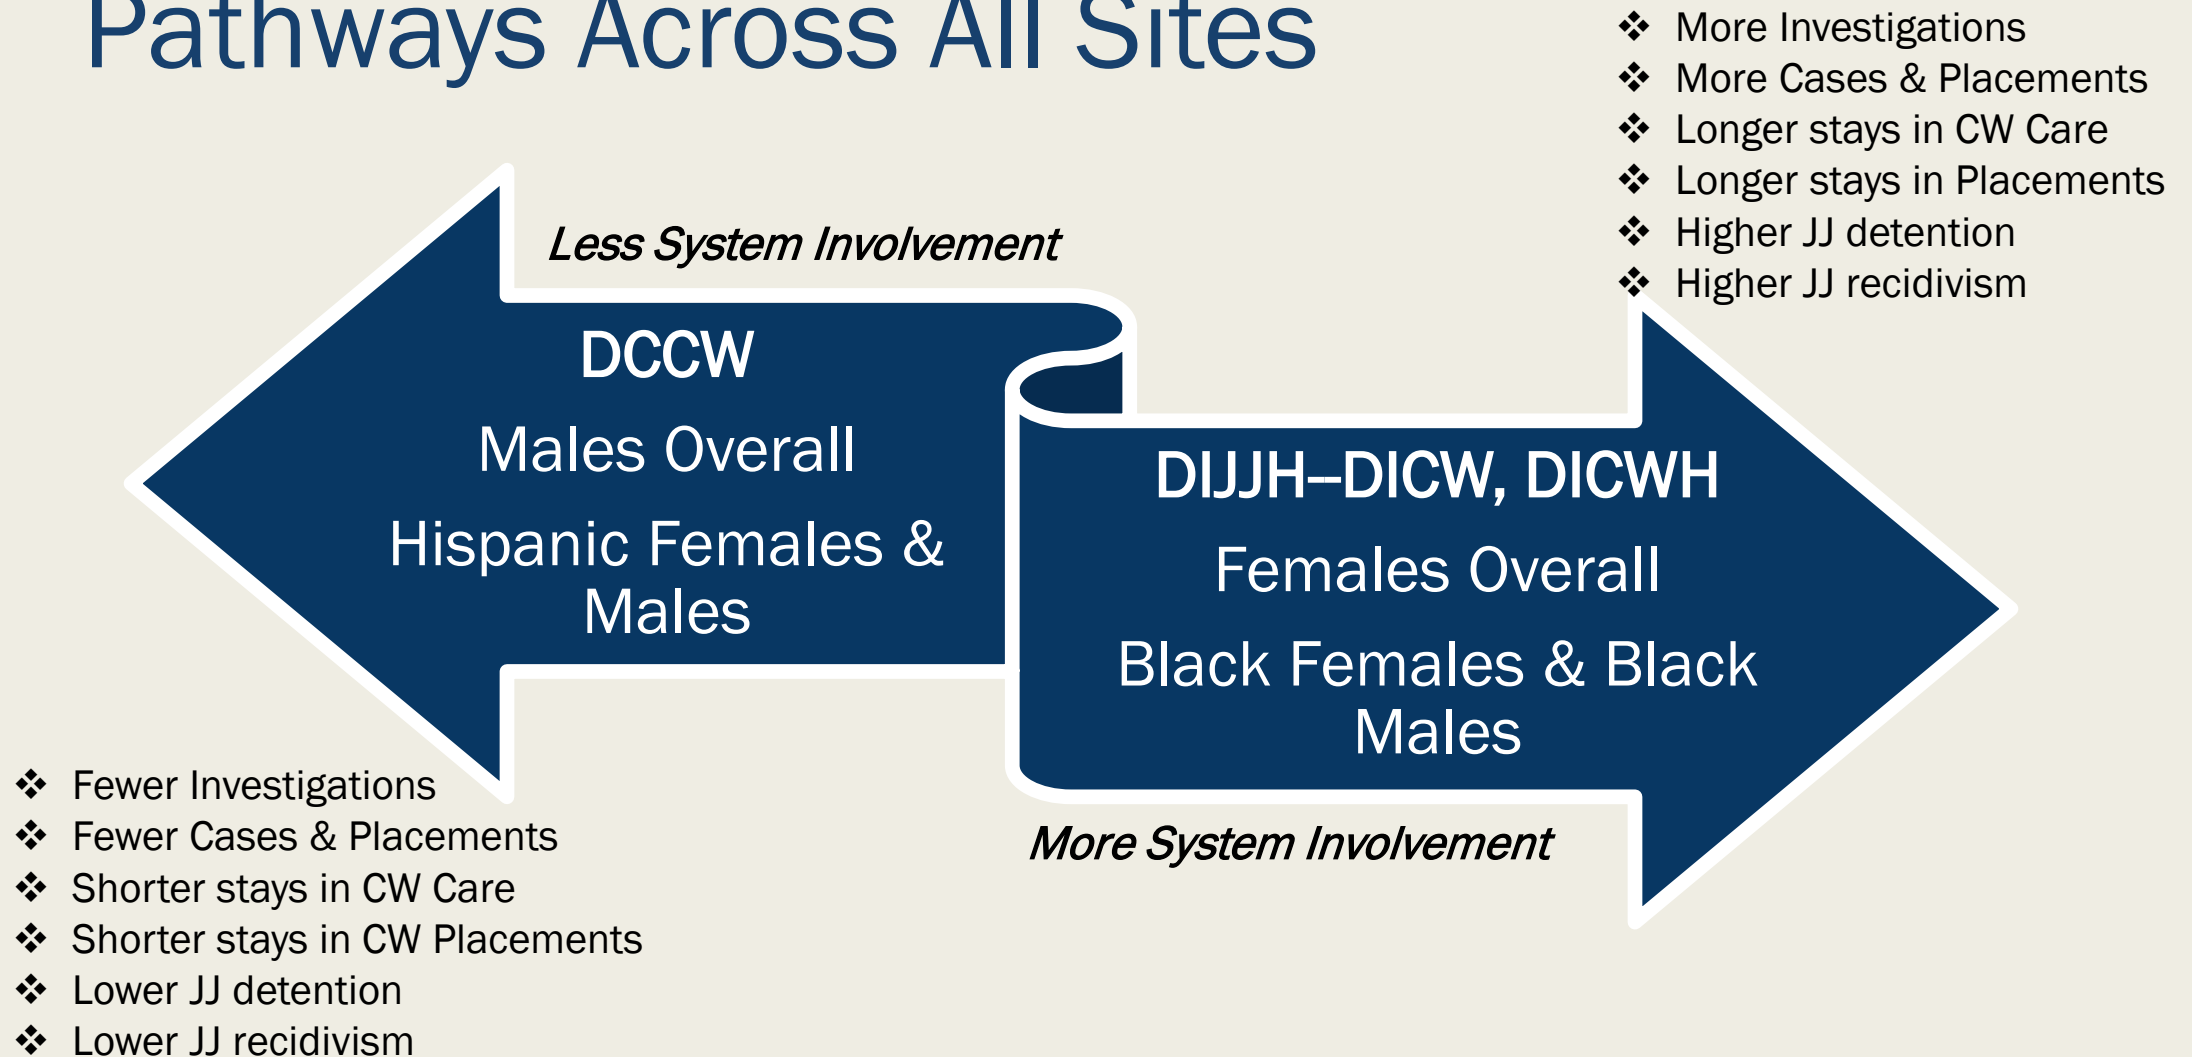 Pathways Across All Sites
❖ More Investigations
❖ More Cases & Placements
❖ Longer stays in CW Care
❖ Longer stays in Placements
❖ Higher JJ detention
❖ Higher JJ recidivism
Less System Involvement
DCCW
Males Overall
Hispanic Females &
Males
DIJJH–DICW, DICWH
Females Overall
Black Females & Black
Males
More System Involvement
❖ Fewer Investigations
❖ Fewer Cases & Placements
❖ Shorter stays in CW Care
❖ Shorter stays in CW Placements
❖ Lower JJ detention
❖ Lower JJ recidivism